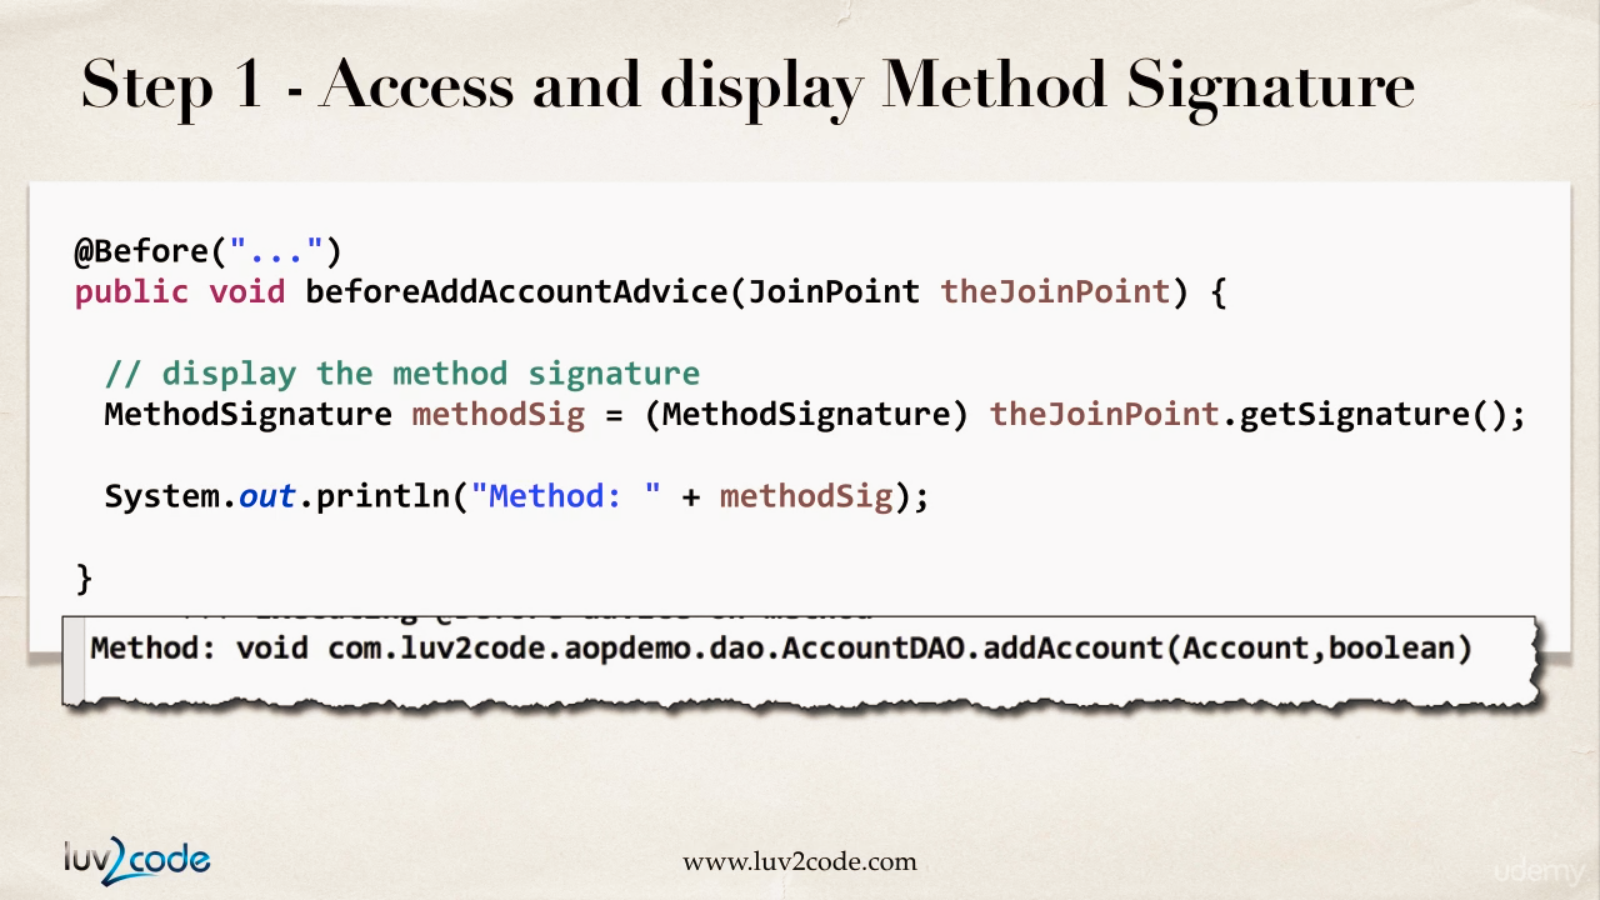 Step 1 - Access and display Method Signature
@Before("...")
public void beforeAddAccountAdvice(JoinPoint theJoinPoint) {
// display the method signature
MethodSignature methodSig = (MethodSignature) theJoinPoint.getSignature();
System.out.println("Method: " + methodSig);
}
Method: void com.luv2code.aopdemo.dao.AccountDAO.addAccount(Account,boolean)
luv2code
www.luv2code.com
udemy